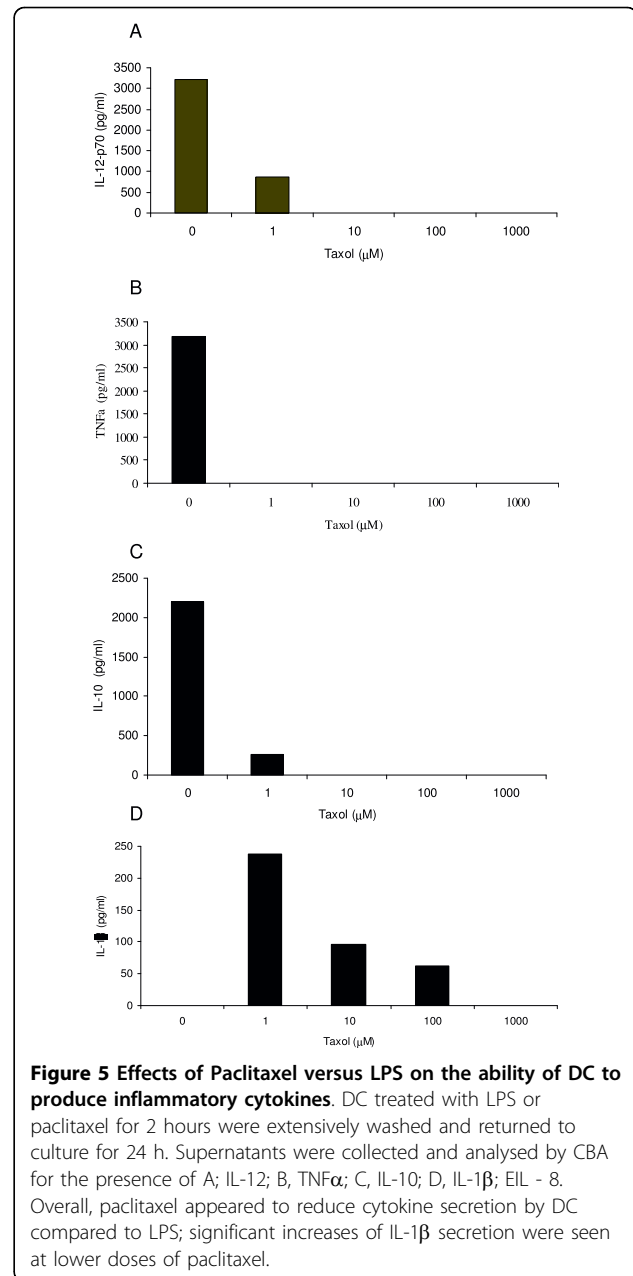 A
3500
3000
2500
2000
1500
1000
500
0
IL-12-p70 (pg/ml)
0 1 10 100 1000
Taxol (μM)
B
3500
3000
2500
2000
1500
1000
500
0
TNFa (pg/ml)
0 1 10 100 1000
Taxol (μM)
C
2500
2000
1500
1000
500
0
IL-10 (pg/ml)
0 1 10 100 1000
Taxol (μM)
D
250
200
150
100
50
0
(pg/ml)
0 1 10 100 1000
Taxol (μM)
Figure 5 Effects of Paclitaxel versus LPS on the ability of DC to
produce inflammatory cytokines. DC treated with LPS or
paclitaxel for 2 hours were extensively washed and returned to
culture for 24 h. Supernatants were collected and analysed by CBA
for the presence of A; IL-12; B, TNFα; C, IL-10; D, IL-1β; EIL - 8.
Overall, paclitaxel appeared to reduce cytokine secretion by DC
compared to LPS; significant increases of IL-1β secretion were seen
at lower doses of paclitaxel.